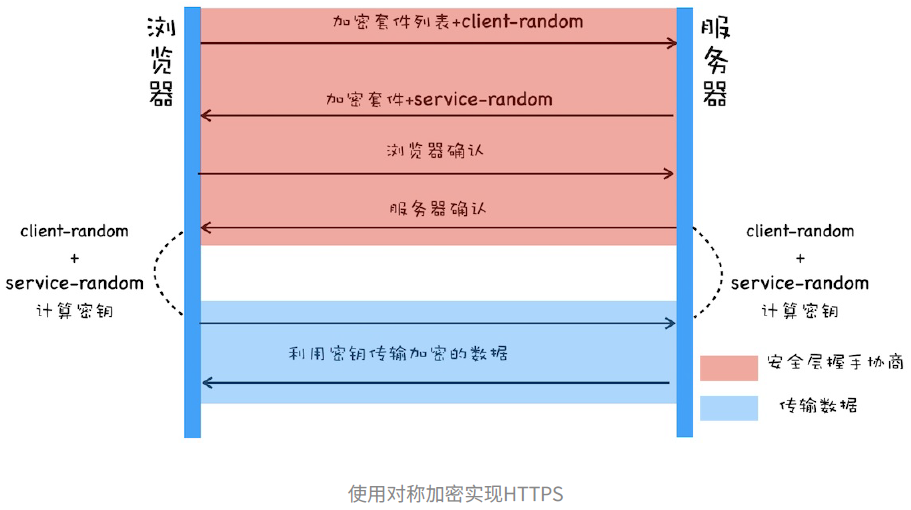 浏览器
服务器
加密套件列表+client-random
加密套件+service-random
浏览器确认
服务器确认
client-random
+
service-random
计算密钥
client-random
+
service-random
计算密钥
利用密钥传输加密的数据
安全层握手协商
传输数据
使用对称加密实现HTTPS